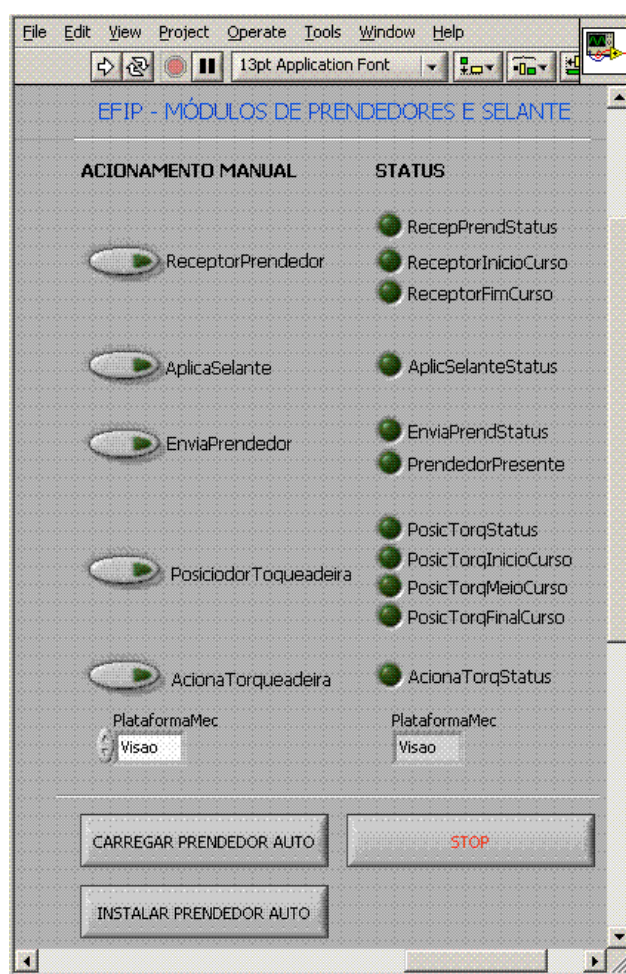 File Edit View Project Operate Tools Window Help
13pt Application Font
EFIP - MÓDULOS DE PRENDEDORES E SELANTE
ACIONAMENTO MANUAL
STATUS
RecepPrendStatus
ReceptorPrendedor
ReceptorInicioCurso
ReceptorFimCurso
AplicaSelante
AplicSelanteStatus
EnviaPrendedor
EnviaPrendStatus
PrendedorPresente
PosicTorqStatus
PosicTorqInicioCurso
PosiciodorToqueadeira
PosicTorqMeioCurso
PosicTorqFinalCurso
AcionaTorqueadeira
AcionaTorqStatus
PlataformaMec
Visao
PlataformaMec
Visao
CARREGAR PRENDEDOR AUTO
STOP
INSTALAR PRENDEDOR AUTO